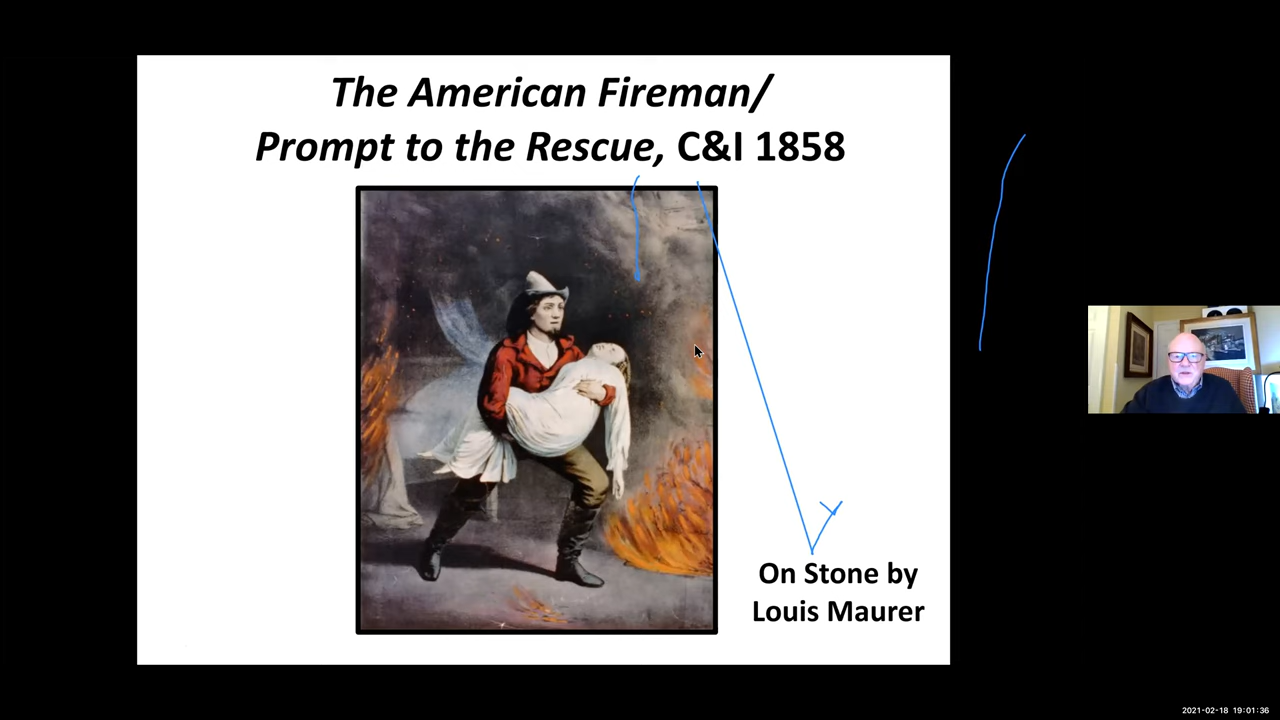 The American Fireman/
Prompt to the Rescue, C&I 1858
On Stone by
Louis Maurer
2021-02-18 19:01:36